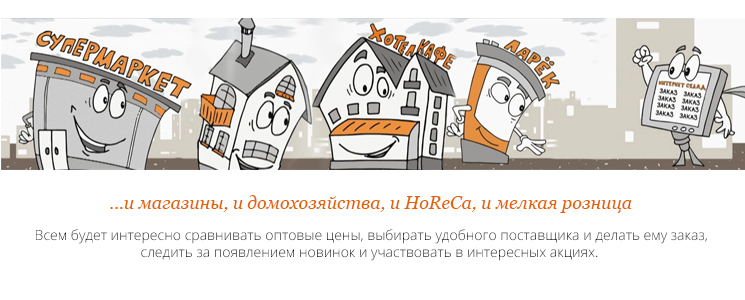 СУПЕРМАРКЕТ
ХОТЕЛ КАФЕ
ЛАРЁК
ИНТЕРНЕТ СКЛАД
ЗАКАЗ ЗАКАЗ
ЗАКАЗ ЗАКАЗ
ЗАКАЗ ЗАКАЗ
ЗАКАЗ ЗАКАЗ
...и магазины, и домохозяйства, и HoReCa, и мелкая розница
Всем будет интересно сравнивать оптовые цены, выбирать удобного поставщика и делать ему заказ,
следить за появлением новинок и участвовать в интересных акциях.